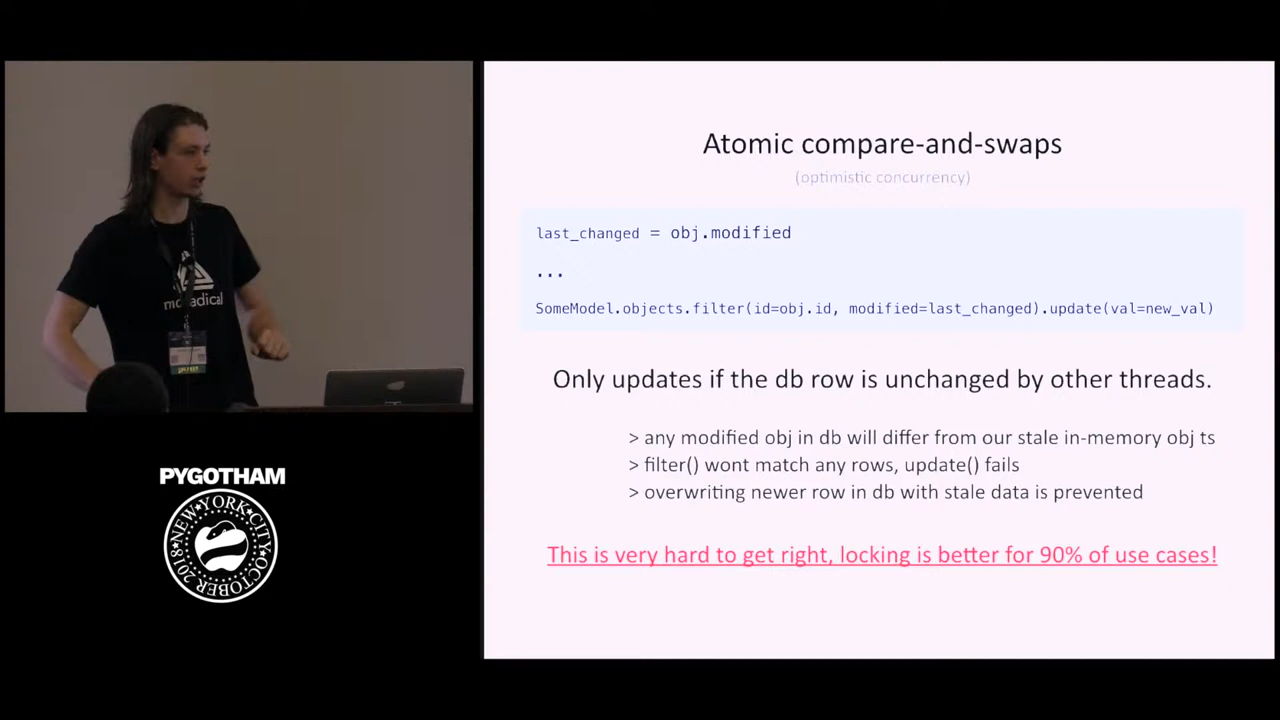 Atomic compare-and-swaps
(optimistic concurrency)
last_changed = obj.modified
...
SomeModel.objects.filter(id=obj.id, modified=last_changed).update(val=new_val)
Only updates if the db row is unchanged by other threads.
> any modified obj in db will differ from our stale in-memory obj ts
> filter() wont match any rows, update() fails
> overwriting newer row in db with stale data is prevented
This is very hard to get right, locking is better for 90% of use cases!
PYGOTHAM
NEW YORK CITY OCTOBER 2018